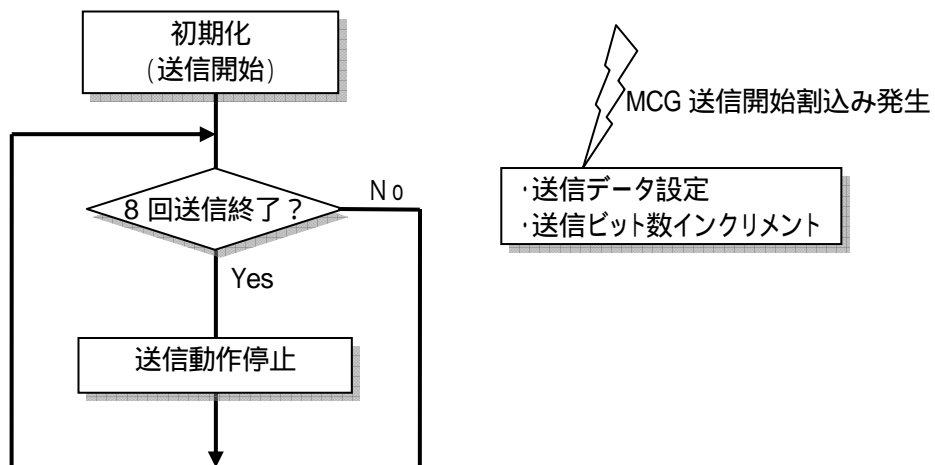 初期化
(送信開始)
8回送信終了？
No
Yes
送信動作停止
MCG 送信開始割込み発生
・送信データ設定
・送信ビット数インクリメント